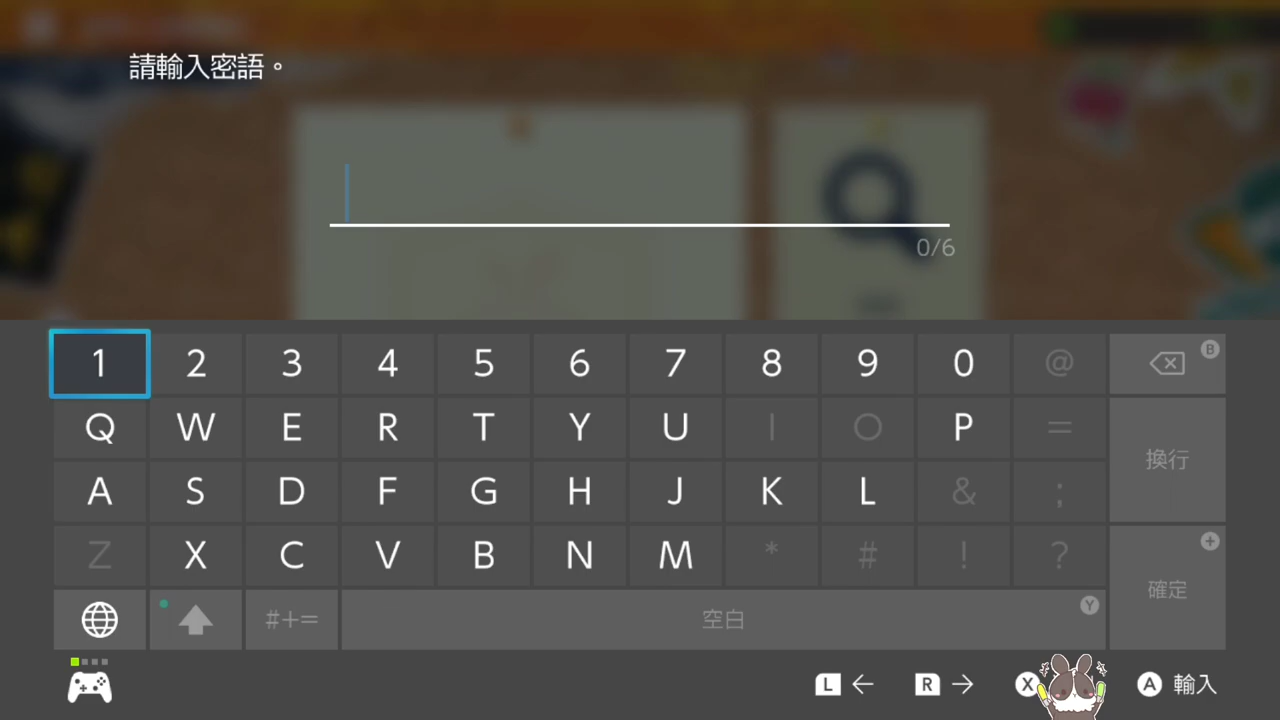 請輸入密語。
0/6
1 2 3 4 5 6 7 8 9 0 @ B
Q W E R T Y U I O P = 換行
A S D F G H J K L & ;
Z X C V B N M * # ! ? +
確定
#+= 空白 Y
L ← R → X A 輸入